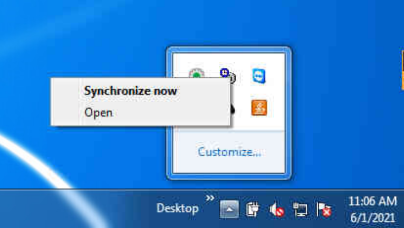 Synchronize now
Open
Customize...
Desktop
11:06 AM
6/1/2021